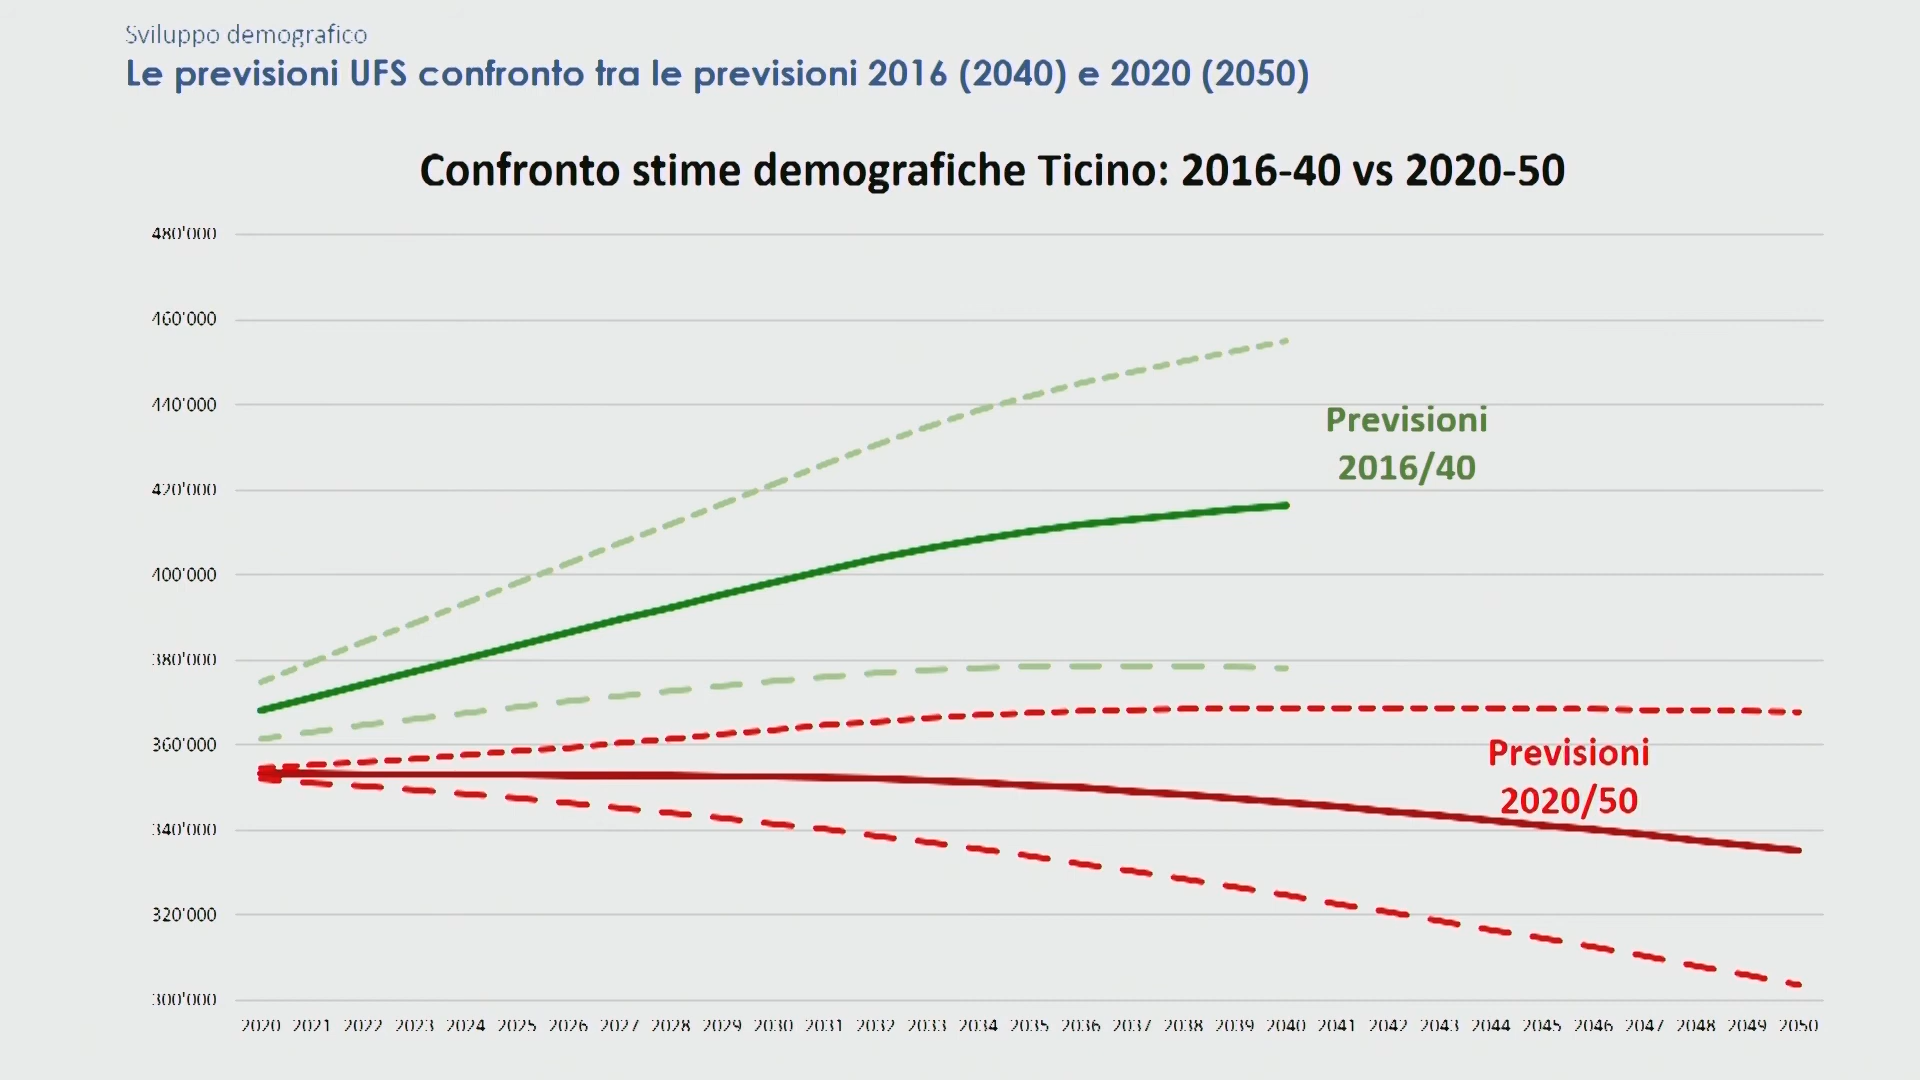 Sviluppo demografico
Le previsioni UFS confronto tra le previsioni 2016 (2040) e 2020 (2050)
Confronto stime demografiche Ticino: 2016-40 vs 2020-50
480'000
460'000
440'000
Previsioni
2016/40
420'000
400'000
380'000
360'000
Previsioni
2020/50
340'000
320'000
300'000
2020 2021 2022 2023 2024 2025 2026 2027 2028 2029 2030 2031 2032 2033 2034 2035 2036 2037 2038 2039 2040 2041 2042 2043 2044 2045 2046 2047 2048 2049 2050